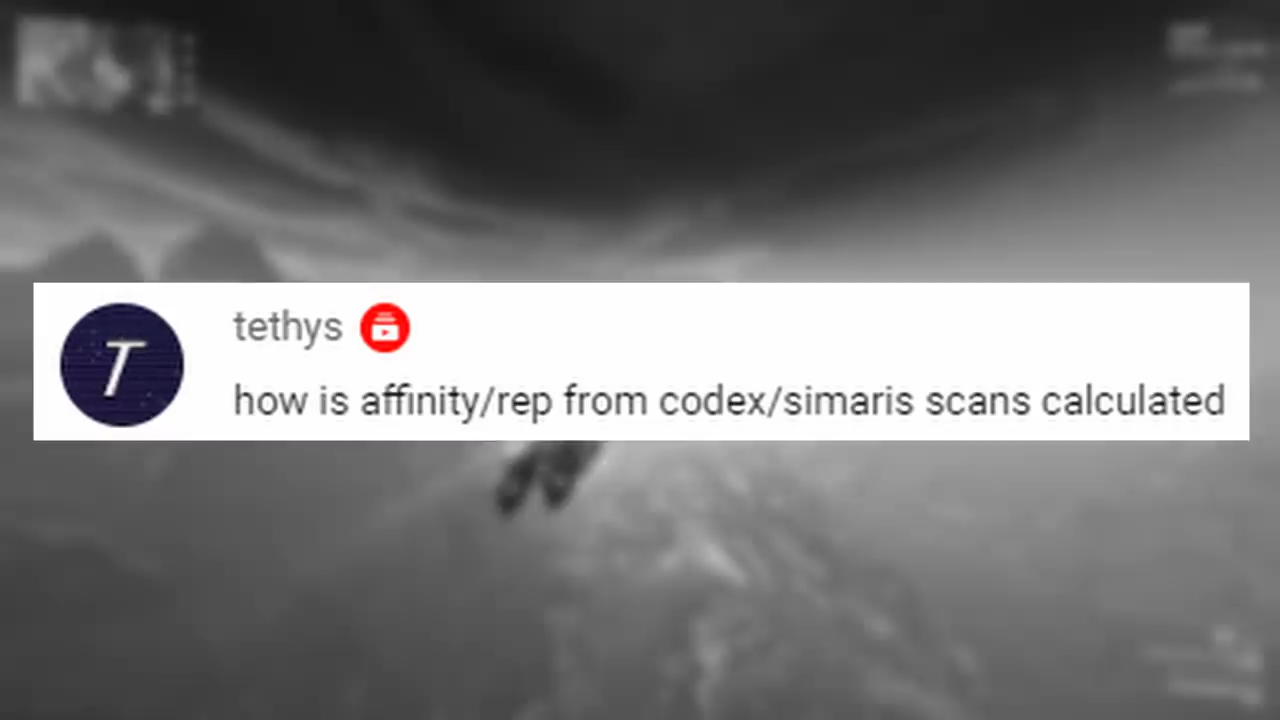 T
tethys
how is affinity/rep from codex/simaris scans calculated